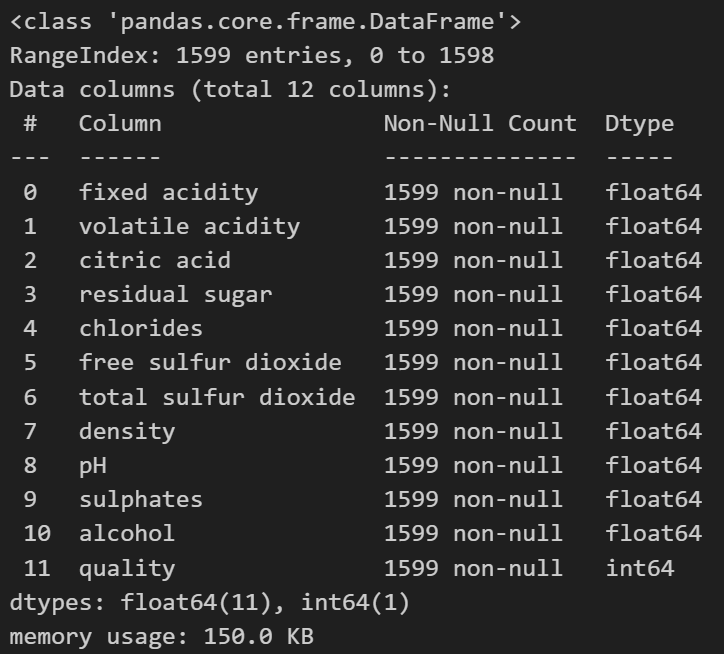 <class 'pandas.core.frame.DataFrame'>
RangeIndex: 1599 entries, 0 to 1598
Data columns (total 12 columns):
 #   Column                Non-Null Count  Dtype
---  ------                --------------  -----
 0   fixed acidity         1599 non-null   float64
 1   volatile acidity      1599 non-null   float64
 2   citric acid           1599 non-null   float64
 3   residual sugar        1599 non-null   float64
 4   chlorides             1599 non-null   float64
 5   free sulfur dioxide   1599 non-null   float64
 6   total sulfur dioxide  1599 non-null   float64
 7   density               1599 non-null   float64
 8   pH                    1599 non-null   float64
 9   sulphates             1599 non-null   float64
 10  alcohol               1599 non-null   float64
 11  quality               1599 non-null   int64
dtypes: float64(11), int64(1)
memory usage: 150.0 KB